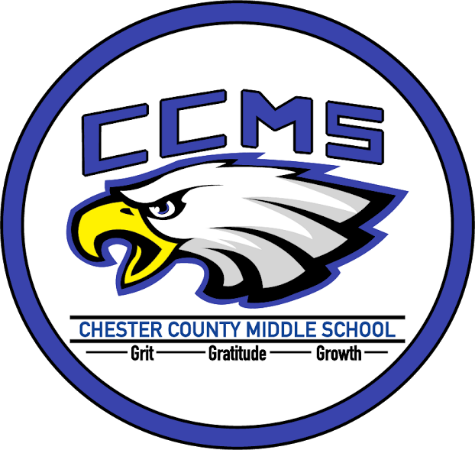 CCMS
CHESTER COUNTY MIDDLE SCHOOL
Grit Gratitude Growth